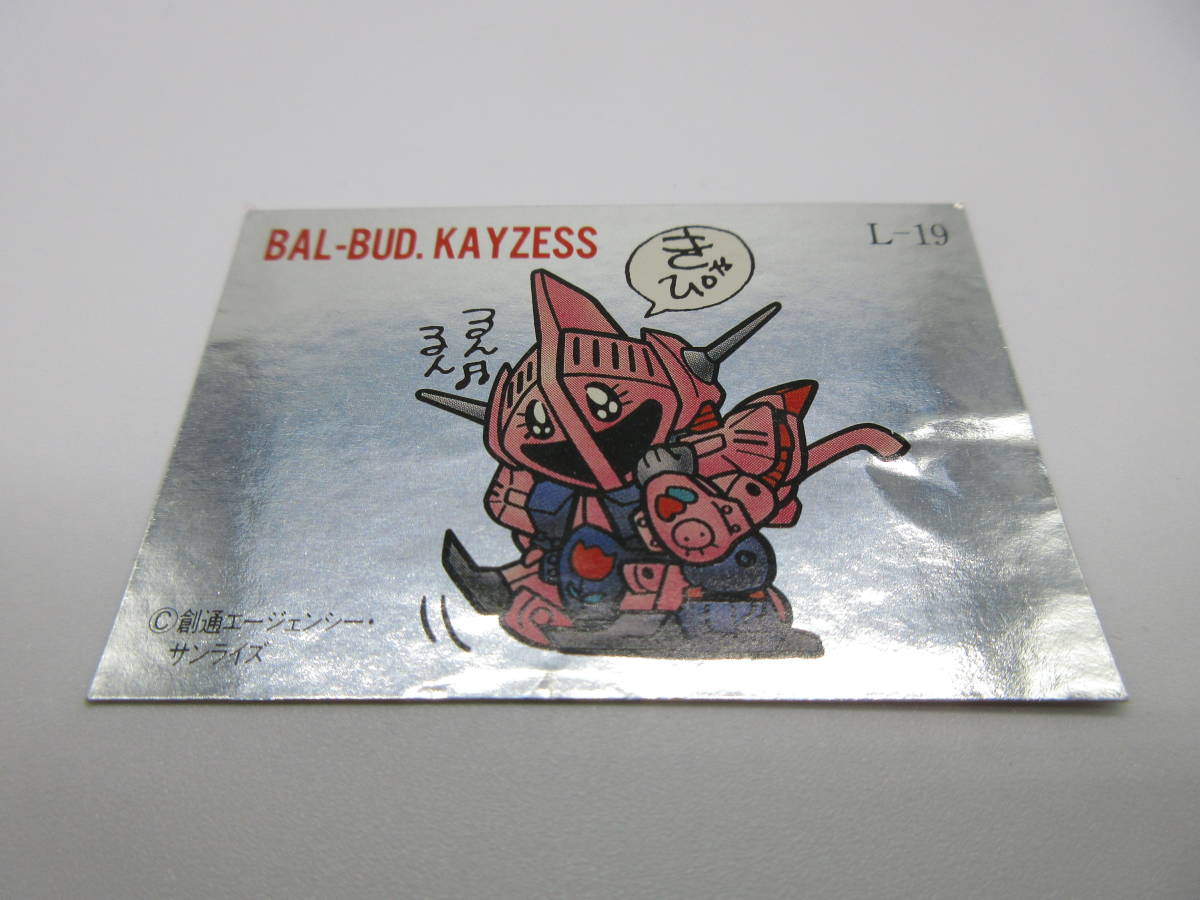 BAL-BUD. KAYZESS
L-19
きぴゃ
るんるん♬
©創通エージェンシー・
サンライズ